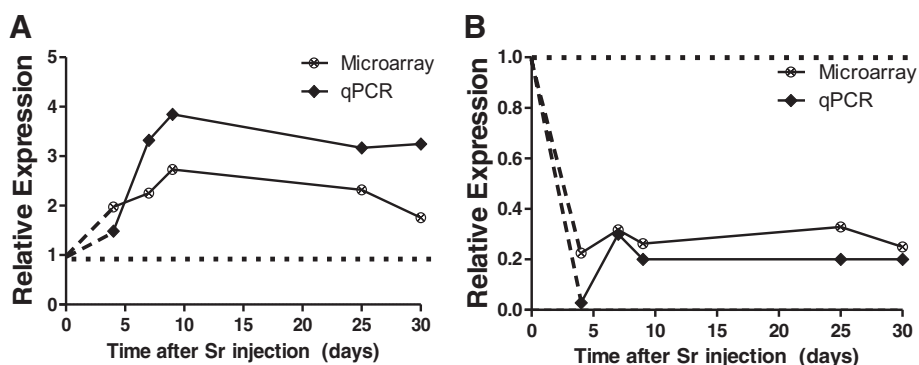 A
Relative Expression
5
4
3
2
1
0
Microarray
qPCR
0 5 10 15 20 25 30
Time after Sr injection (days)
B
Relative Expression
1.0
0.8
0.6
0.4
0.2
0.0
Microarray
qPCR
0 5 10 15 20 25 30
Time after Sr injection (days)